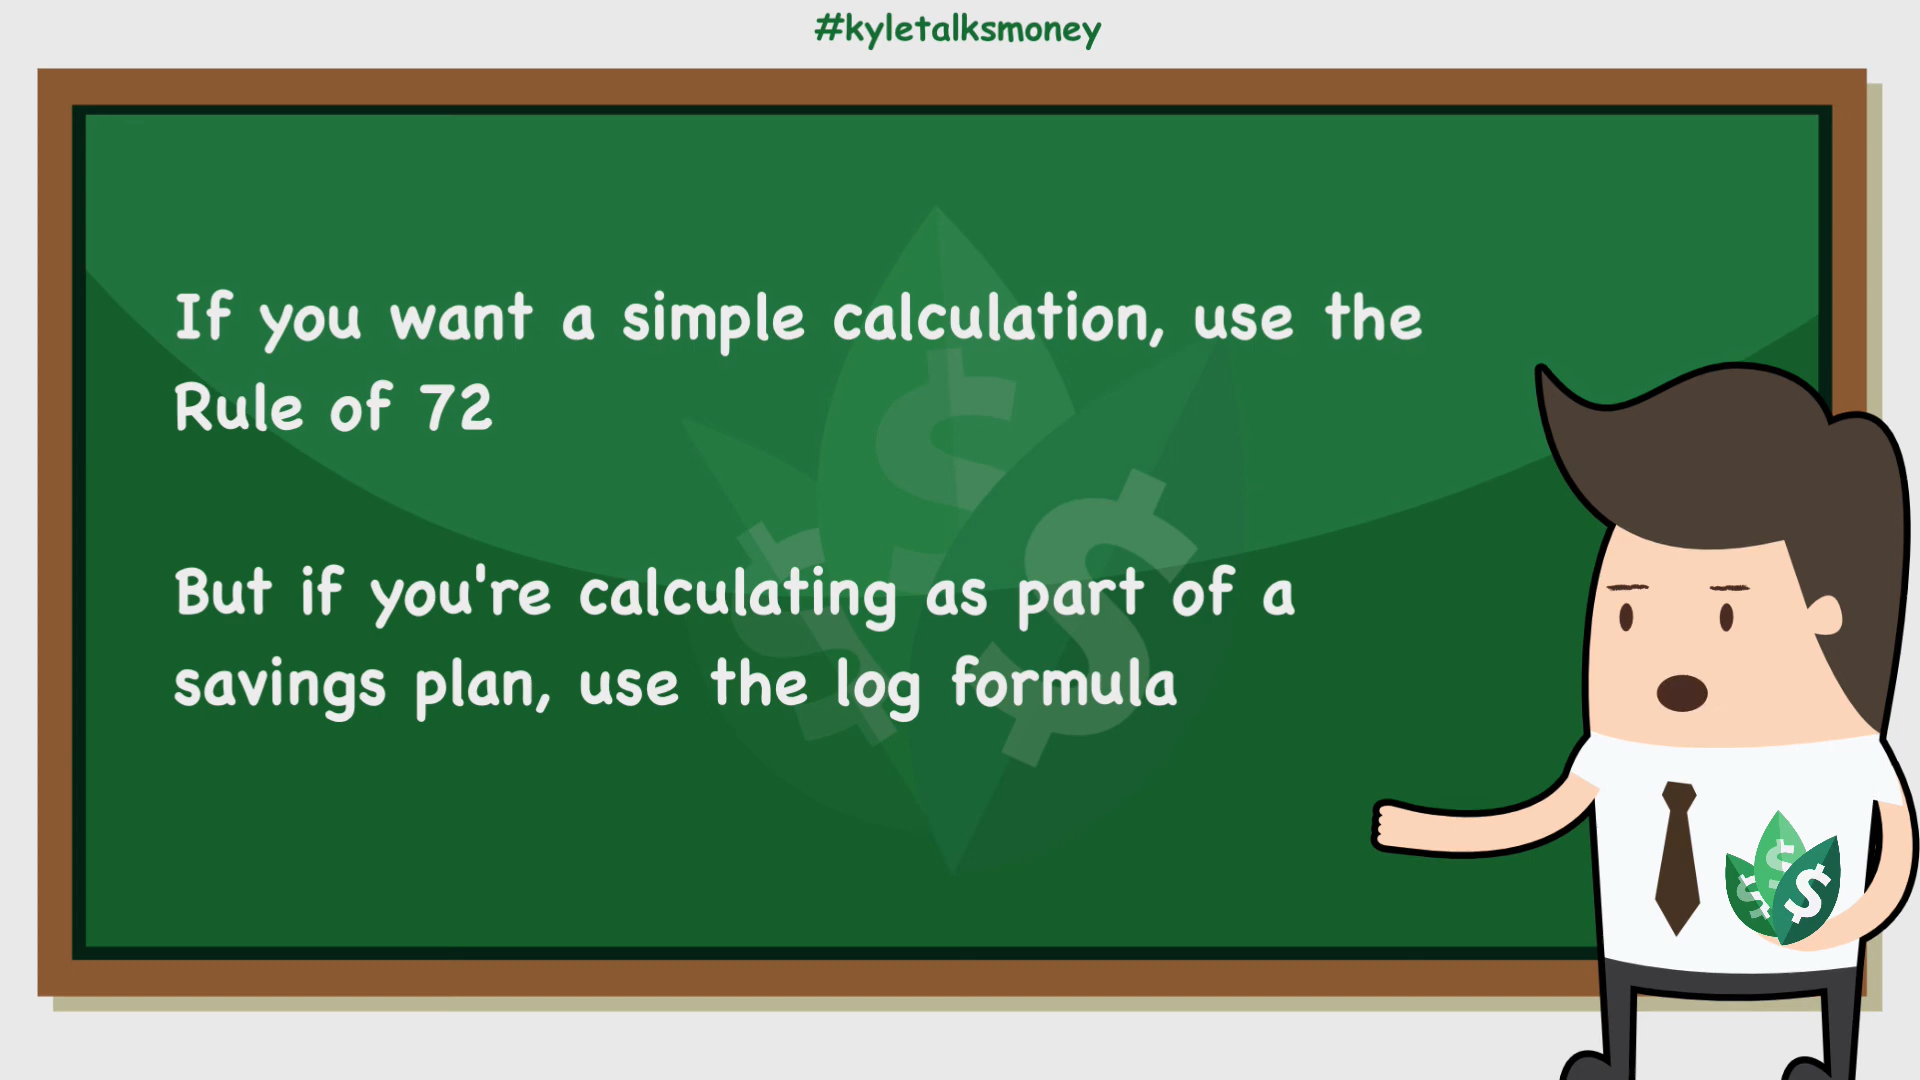 #kyletalksmoney
If you want a simple calculation, use the
Rule of 72
But if you're calculating as part of a
savings plan, use the log formula